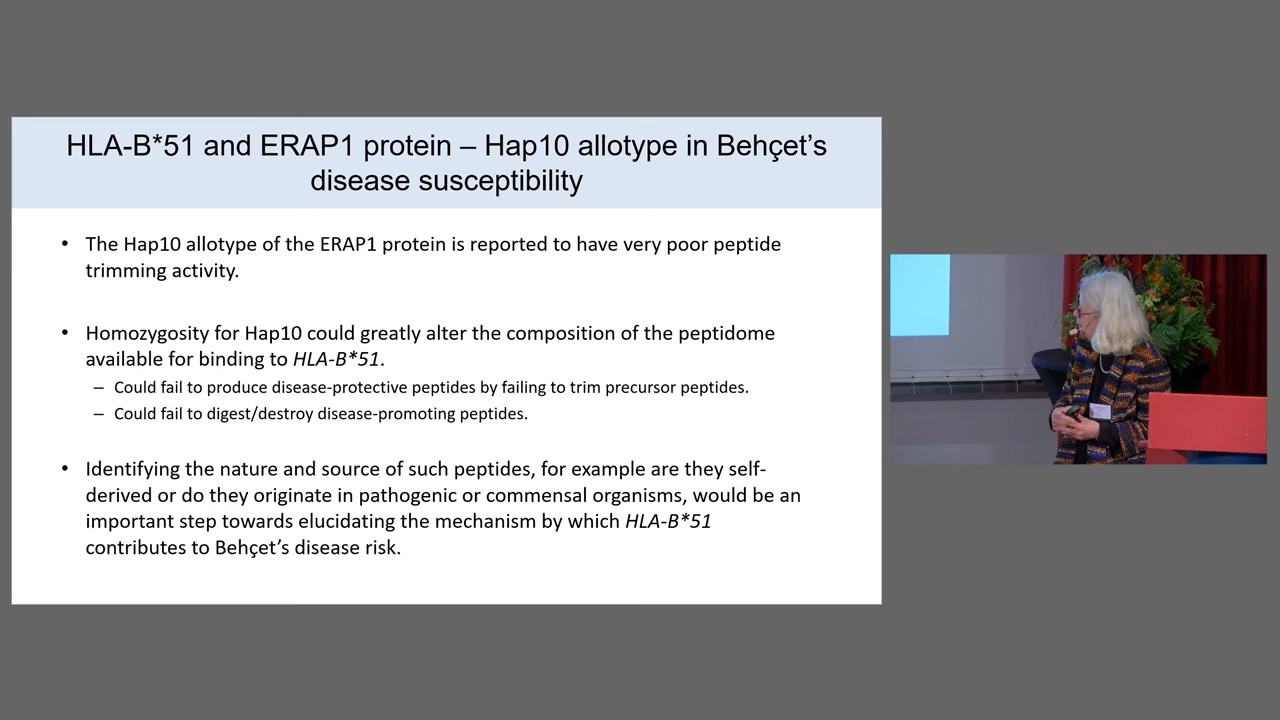 HLA-B*51 and ERAP1 protein – Hap10 allotype in Behçet’s
disease susceptibility
• The Hap10 allotype of the ERAP1 protein is reported to have very poor peptide
trimming activity.
• Homozygosity for Hap10 could greatly alter the composition of the peptidome
available for binding to HLA-B*51.
– Could fail to produce disease-protective peptides by failing to trim precursor peptides.
– Could fail to digest/destroy disease-promoting peptides.
• Identifying the nature and source of such peptides, for example are they self-
derived or do they originate in pathogenic or commensal organisms, would be an
important step towards elucidating the mechanism by which HLA-B*51
contributes to Behçet’s disease risk.